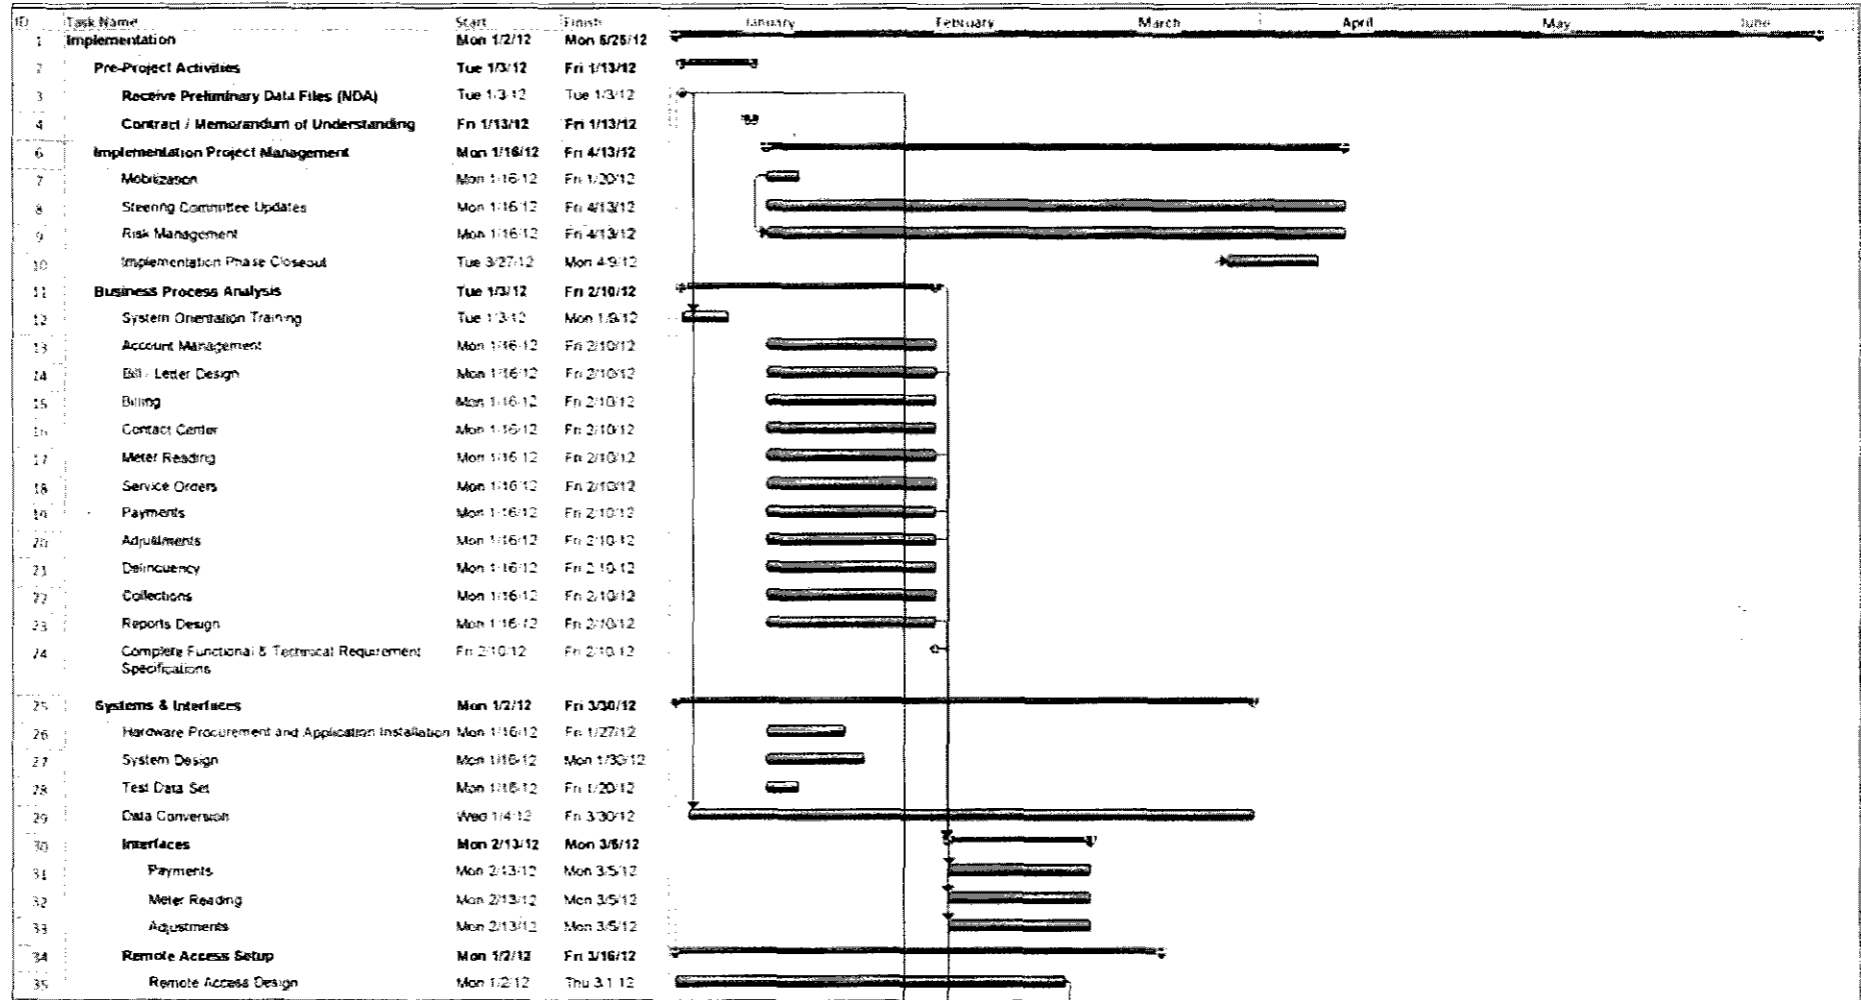 ID Task Name Start Finish January February March April May June
1 Implementation Mon 1/2/12 Mon 6/25/12
2 Pre-Project Activities Tue 1/3/12 Fri 1/13/12
3 Receive Preliminary Data Files (NDA) Tue 1/3/12 Tue 1/3/12
4 Contract / Memorandum of Understanding Fri 1/13/12 Fri 1/13/12
6 Implementation Project Management Mon 1/16/12 Fri 4/13/12
7 Mobilization Mon 1/16/12 Fri 1/20/12
8 Steering Committee Updates Mon 1/16/12 Fri 4/13/12
9 Risk Management Mon 1/16/12 Fri 4/13/12
10 Implementation Phase Closeout Tue 3/27/12 Mon 4/9/12
11 Business Process Analysis Tue 1/3/12 Fri 2/10/12
12 System Orientation Training Tue 1/3/12 Mon 1/9/12
13 Account Management Mon 1/16/12 Fri 2/10/12
14 Bill / Letter Design Mon 1/16/12 Fri 2/10/12
15 Billing Mon 1/16/12 Fri 2/10/12
16 Contact Center Mon 1/16/12 Fri 2/10/12
17 Meter Reading Mon 1/16/12 Fri 2/10/12
18 Service Orders Mon 1/16/12 Fri 2/10/12
19 Payments Mon 1/16/12 Fri 2/10/12
20 Adjustments Mon 1/16/12 Fri 2/10/12
21 Delinquency Mon 1/16/12 Fri 2/10/12
22 Collections Mon 1/16/12 Fri 2/10/12
23 Reports Design Mon 1/16/12 Fri 2/10/12
24 Complete Functional & Technical Requirement Fri 2/10/12 Fri 2/10/12
Specifications
25 Systems & Interfaces Mon 1/2/12 Fri 3/30/12
26 Hardware Procurement and Application Installation Mon 1/16/12 Fri 1/27/12
27 System Design Mon 1/16/12 Mon 1/30/12
28 Test Data Set Mon 1/16/12 Fri 1/20/12
29 Data Conversion Wed 1/4/12 Fri 3/30/12
30 Interfaces Mon 2/13/12 Mon 3/5/12
31 Payments Mon 2/13/12 Mon 3/5/12
32 Meter Reading Mon 2/13/12 Mon 3/5/12
33 Adjustments Mon 2/13/12 Mon 3/5/12
34 Remote Access Setup Mon 1/2/12 Fri 3/16/12
35 Remote Access Design Mon 1/2/12 Thu 3/1/12